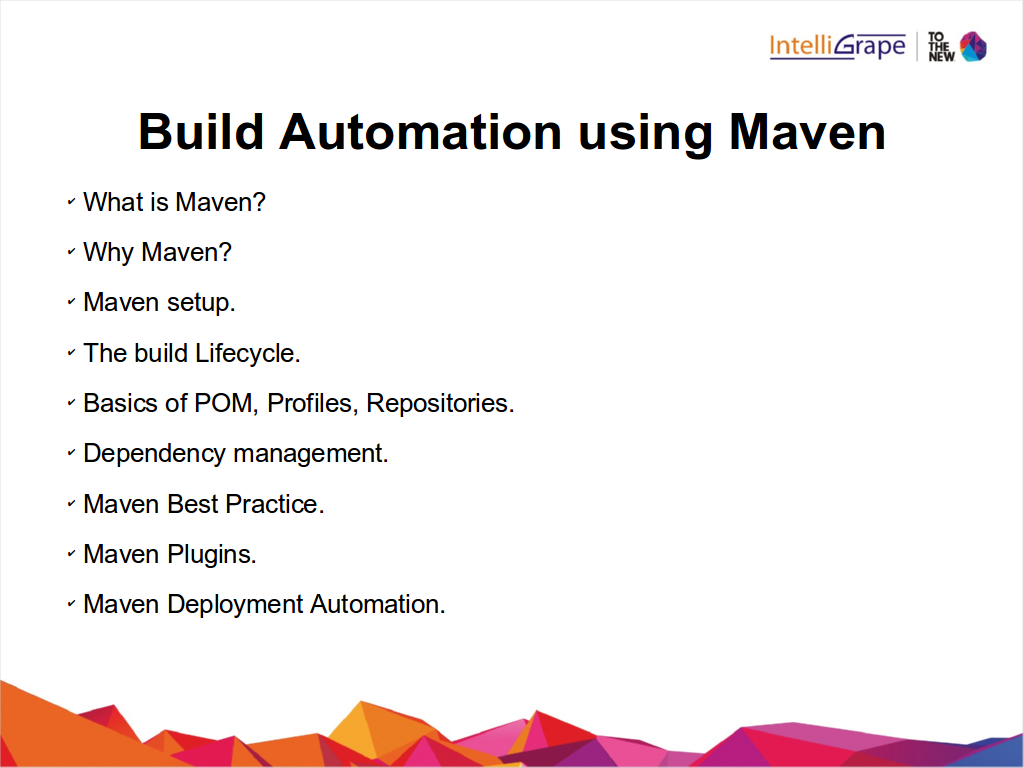 IntelliGrape
TO
THE
NEW
Build Automation using Maven
✔ What is Maven?
✔ Why Maven?
✔ Maven setup.
✔ The build Lifecycle.
✔ Basics of POM, Profiles, Repositories.
✔ Dependency management.
✔ Maven Best Practice.
✔ Maven Plugins.
✔ Maven Deployment Automation.